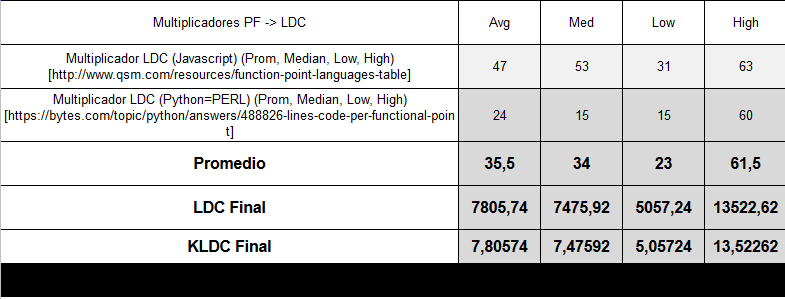 Multiplicadores PF -> LDC Avg Med Low High
Multiplicador LDC (Javascript) (Prom, Median, Low, High)
[http://www.qsm.com/resources/function-point-languages-table] 47 53 31 63
Multiplicador LDC (Python=PERL) (Prom, Median, Low, High)
[https://bytes.com/topic/python/answers/488826-lines-code-per-functional-poin
t] 24 15 15 60
Promedio 35,5 34 23 61,5
LDC Final 7805,74 7475,92 5057,24 13522,62
KLDC Final 7,80574 7,47592 5,05724 13,52262